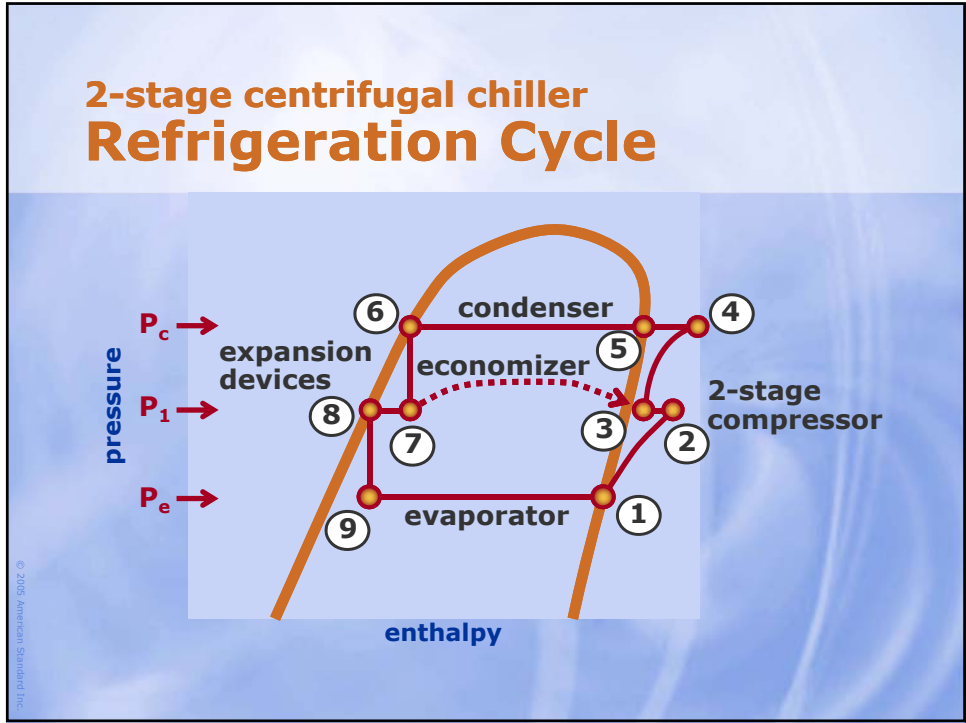 2-stage centrifugal chiller
Refrigeration Cycle
6
condenser
4
Pc
expansion
devices
5
economizer
pressure
P1
8
7
3
2
2-stage
compressor
Pe
9
evaporator
1
enthalpy
© 2005 American Standard Inc.